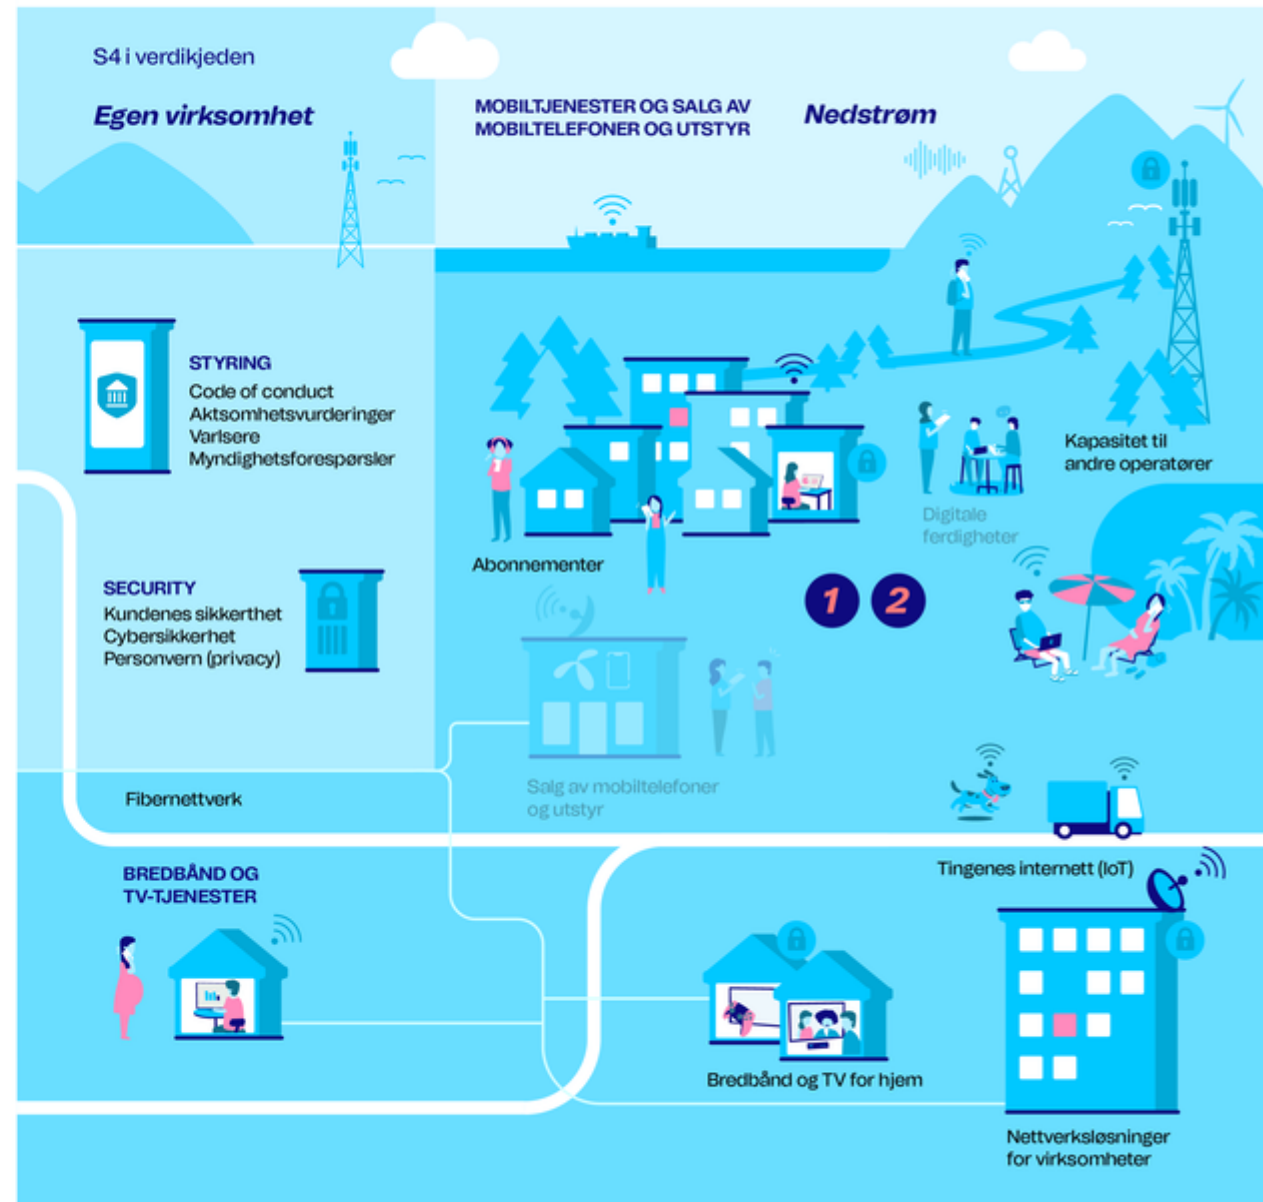 S4 i verdikjeden
Egen virksomhet
MOBILTJENESTER OG SALG AV
MOBILTELEFONER OG UTSTYR
Nedstrøm
STYRING
Code of conduct
Aktsomhetsvurderinger
Varlsere
Myndighetsforespørsler
Kapasitet til
andre operatører
Digitale
ferdigheter
Abonnementer
1 2
SECURITY
Kundenes sikkerthet
Cybersikkerhet
Personvern (privacy)
Salg av mobiltelefoner
og utstyr
Fibernettverk
Tingenes internett (IoT)
BREDBÅND OG
TV-TJENESTER
Bredbånd og TV for hjem
Nettverksløsninger
for virksomheter